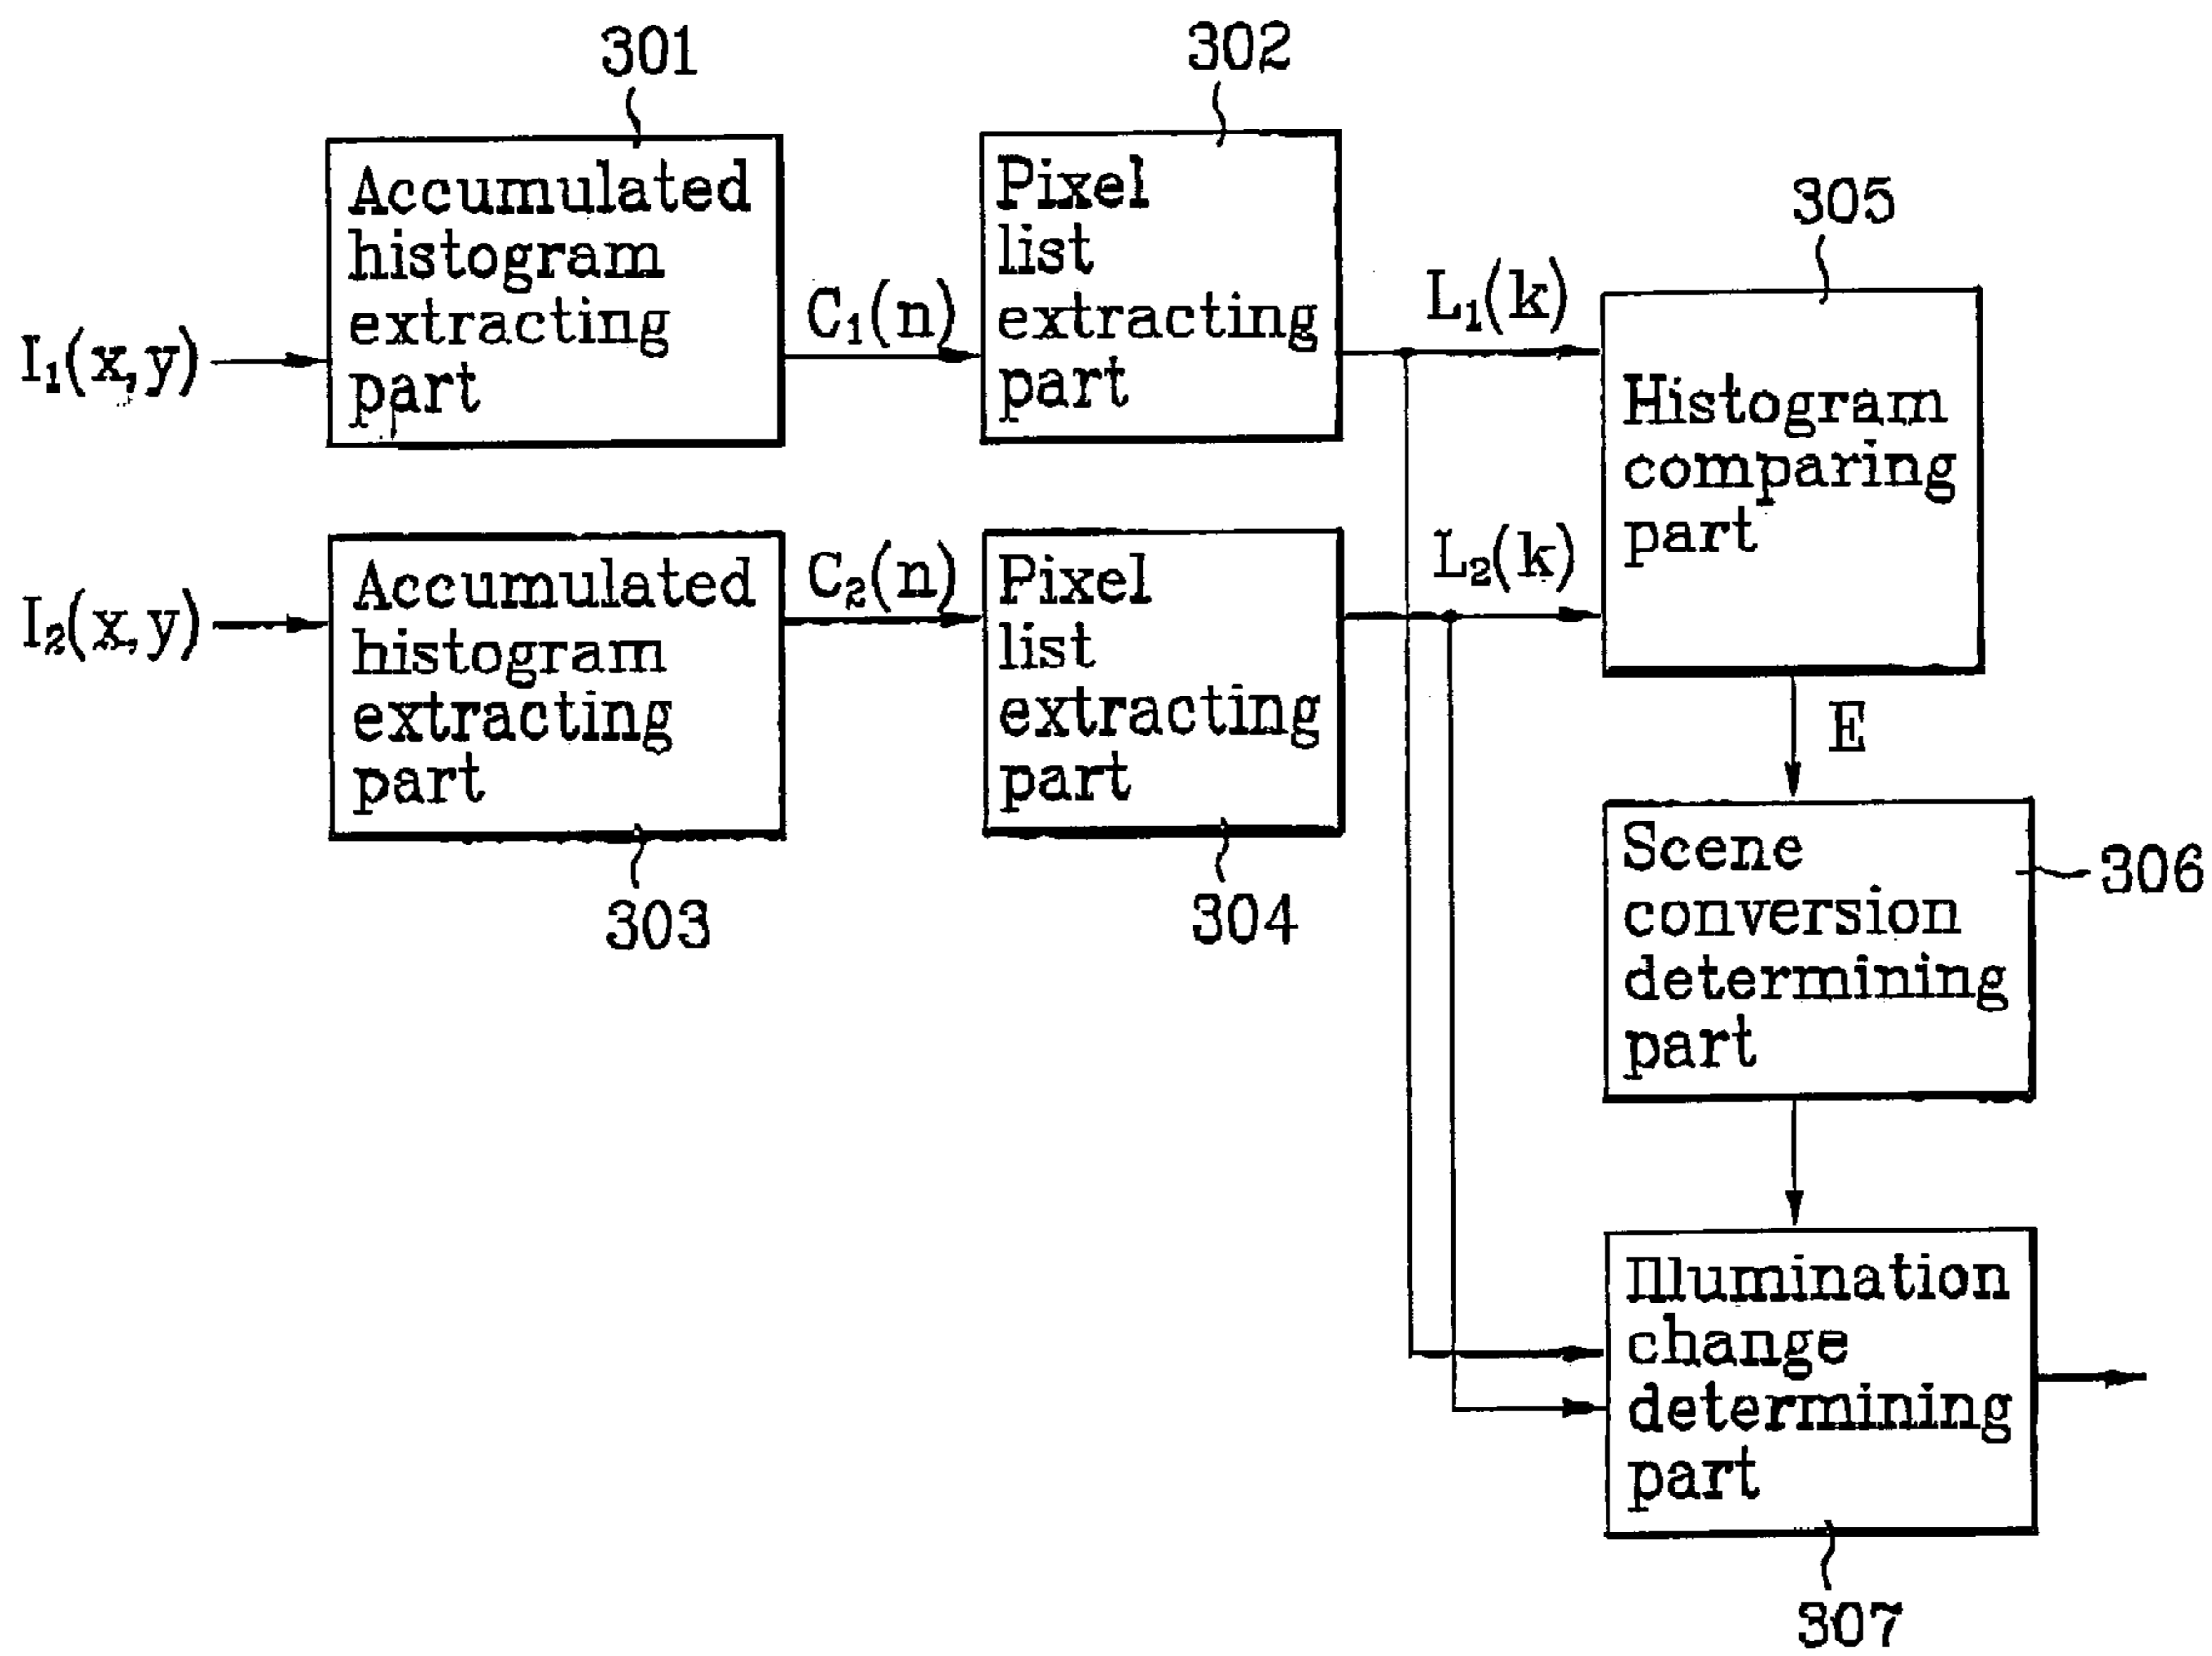 301
302
305
Accumulated
histogram
extracting
part
Pixel
list
extracting
part
I₁(x,y)
C₁(n)
L₁(k)
Histogram
comparing
part
I₂(x,y)
Accumulated
histogram
extracting
part
C₂(n)
Pixel
list
extracting
part
L₂(k)
E
303
304
Scene
conversion
determining
part
306
Illumination
change
determining
part
307